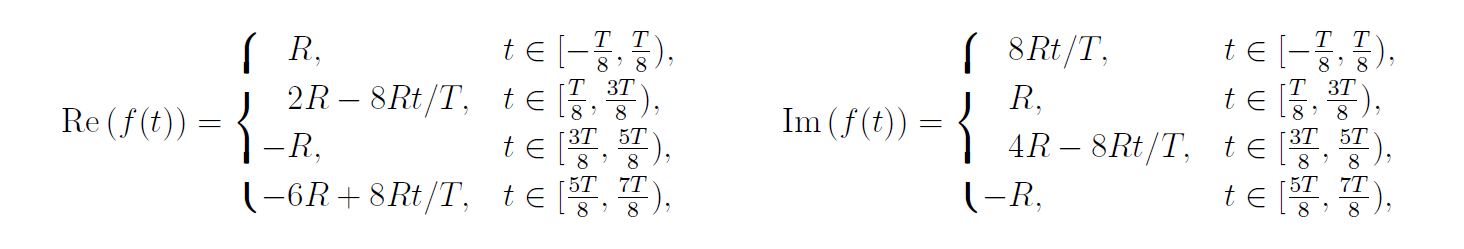 Re (f(t)) = { R, t ∈ [−T/8, T/8),
2R − 8Rt/T, t ∈ [T/8, 3T/8),
−R, t ∈ [3T/8, 5T/8),
−6R + 8Rt/T, t ∈ [5T/8, 7T/8),
Im (f(t)) = { 8Rt/T, t ∈ [−T/8, T/8),
R, t ∈ [T/8, 3T/8),
4R − 8Rt/T, t ∈ [3T/8, 5T/8),
−R, t ∈ [5T/8, 7T/8),